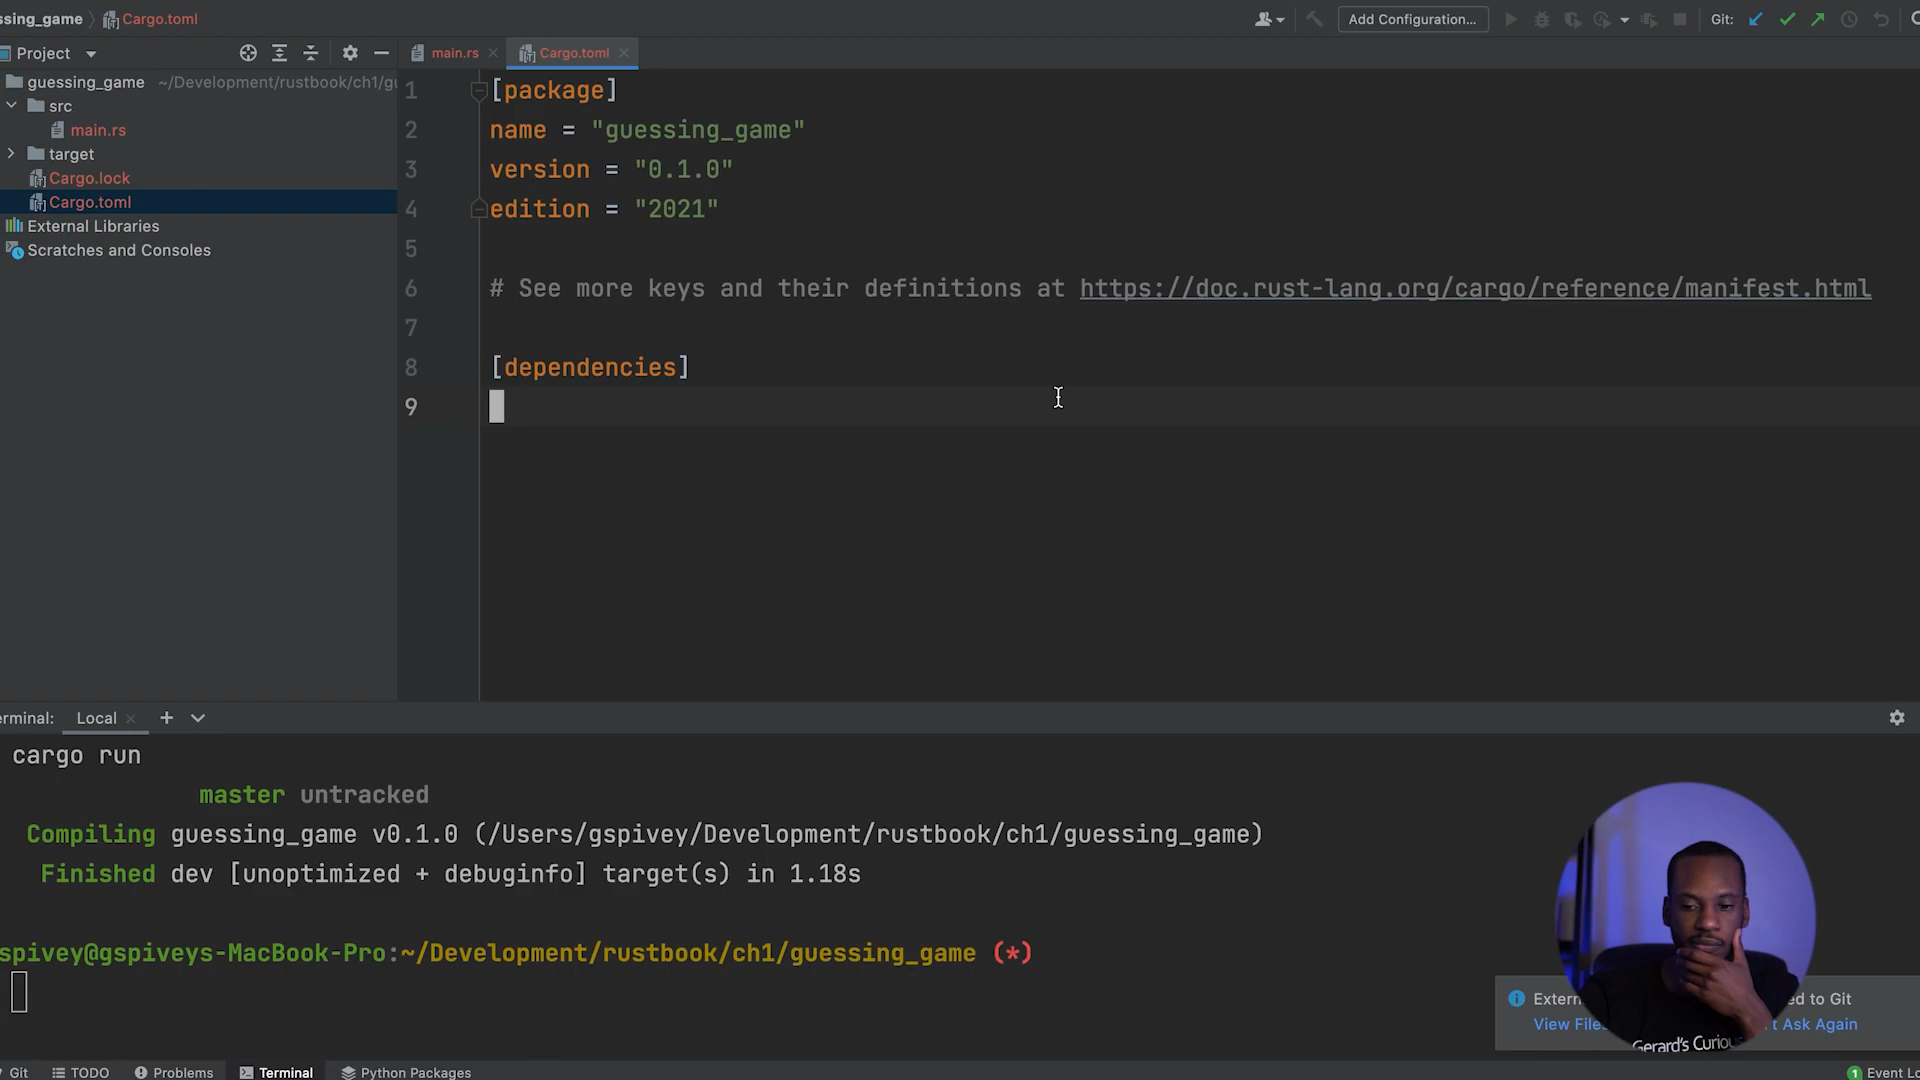 ssing_game 〉 Cargo.toml
Add Configuration...
Git:
Project
main.rs
Cargo.toml
guessing_game ~/Development/rustbook/ch1/gu
src
main.rs
target
Cargo.lock
Cargo.toml
External Libraries
Scratches and Consoles
1 [package]
2 name = "guessing_game"
3 version = "0.1.0"
4 edition = "2021"
5
6 # See more keys and their definitions at https://doc.rust-lang.org/cargo/reference/manifest.html
7
8 [dependencies]
9
erminal: Local
cargo run
master untracked
Compiling guessing_game v0.1.0 (/Users/gspivey/Development/rustbook/ch1/guessing_game)
Finished dev [unoptimized + debuginfo] target(s) in 1.18s
spivey@gspiveys-MacBook-Pro:~/Development/rustbook/ch1/guessing_game (*)
Extern
ed to Git
View File
t Ask Again
Gerard's Curiou
Git
TODO
Problems
Terminal
Python Packages
1 Event Lo